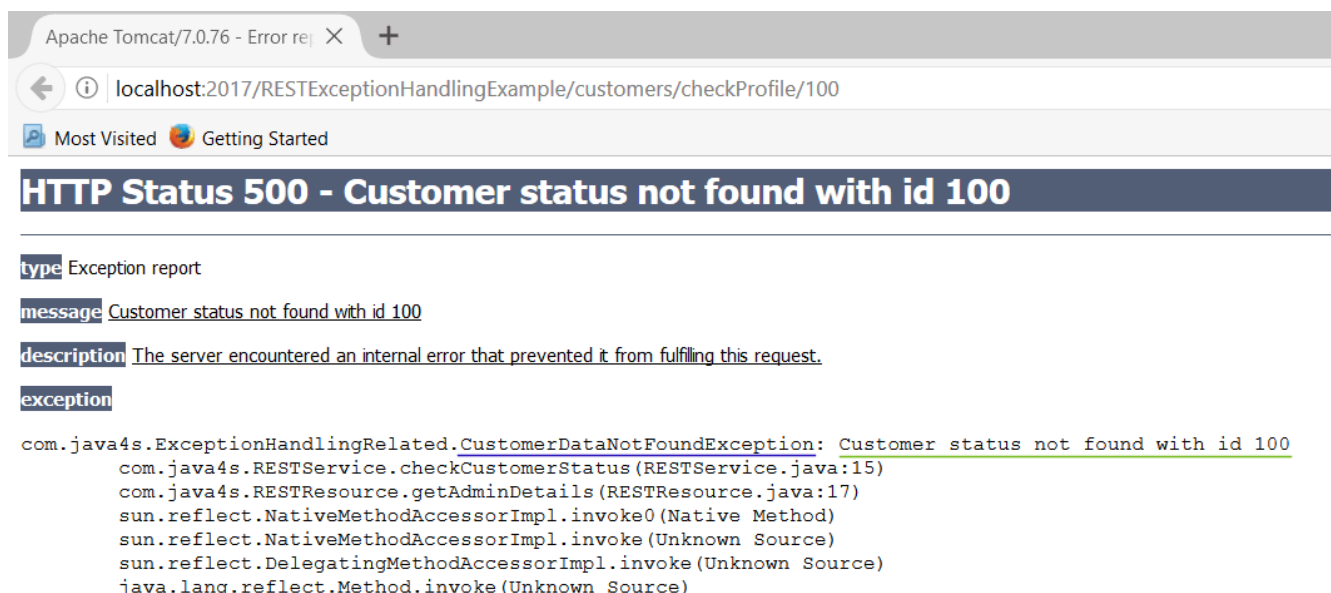 Apache Tomcat/7.0.76 - Error rep
localhost:2017/RESTExceptionHandlingExample/customers/checkProfile/100
Most Visited Getting Started
HTTP Status 500 - Customer status not found with id 100
type Exception report
message Customer status not found with id 100
description The server encountered an internal error that prevented it from fulfilling this request.
exception
com.java4s.ExceptionHandlingRelated.CustomerDataNotFoundException: Customer status not found with id 100
com.java4s.RESTService.checkCustomerStatus(RESTService.java:15)
com.java4s.RESTResource.getAdminDetails(RESTResource.java:17)
sun.reflect.NativeMethodAccessorImpl.invoke0(Native Method)
sun.reflect.NativeMethodAccessorImpl.invoke(Unknown Source)
sun.reflect.DelegatingMethodAccessorImpl.invoke(Unknown Source)
java.lang.reflect.Method.invoke(Unknown Source)